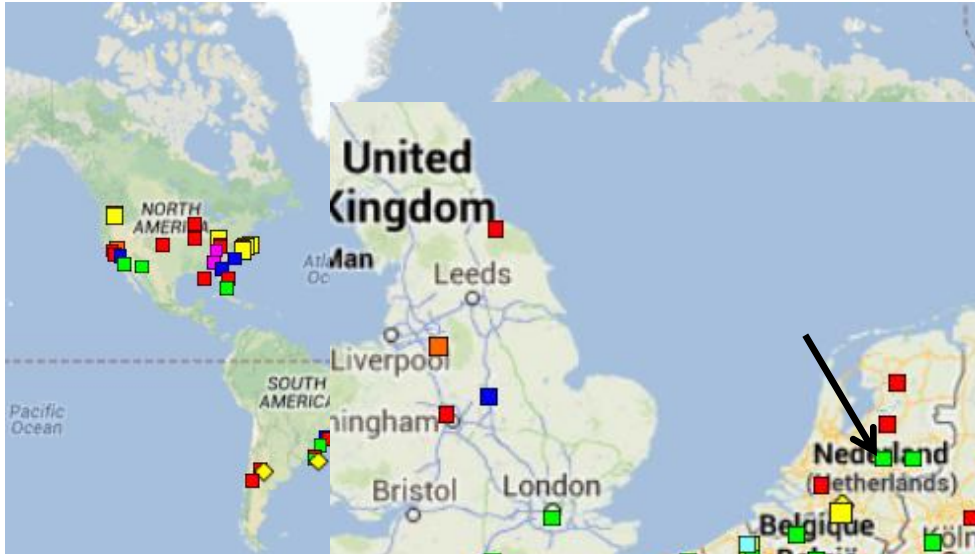 NORTH
AMERICA
Atl
Oc
Pacific
Ocean
SOUTH
AMERICA
United
Kingdom
Man
Leeds
Liverpool
ningham
Bristol
London
Nederland
(Netherlands)
Belgique
Köln